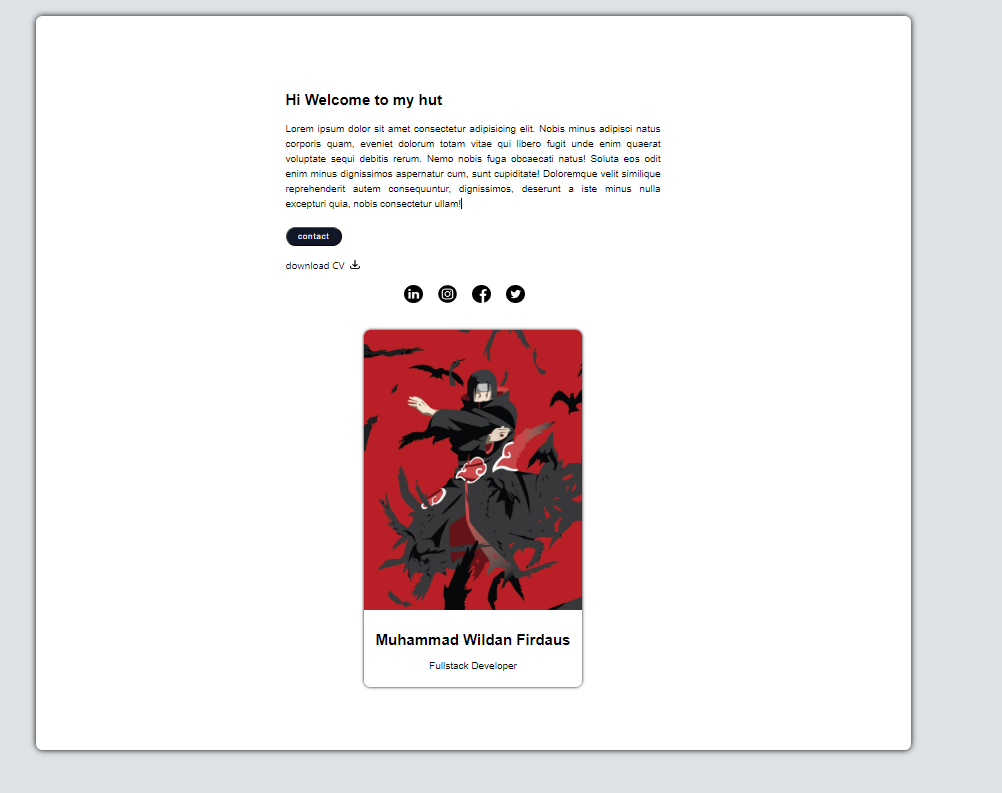 Hi Welcome to my hut
Lorem ipsum dolor sit amet consectetur adipisicing elit. Nobis minus adipisci natus
corporis quam, eveniet dolorum totam vitae qui libero fugit unde enim quaerat
voluptate sequi debitis rerum. Nemo nobis fuga obcaecati natus! Soluta eos odit
enim minus dignissimos aspernatur cum, sunt cupiditate! Doloremque velit similique
reprehenderit autem consequuntur, dignissimos, deserunt a iste minus nulla
excepturi quia, nobis consectetur ullam!
contact
download CV
Muhammad Wildan Firdaus
Fullstack Developer